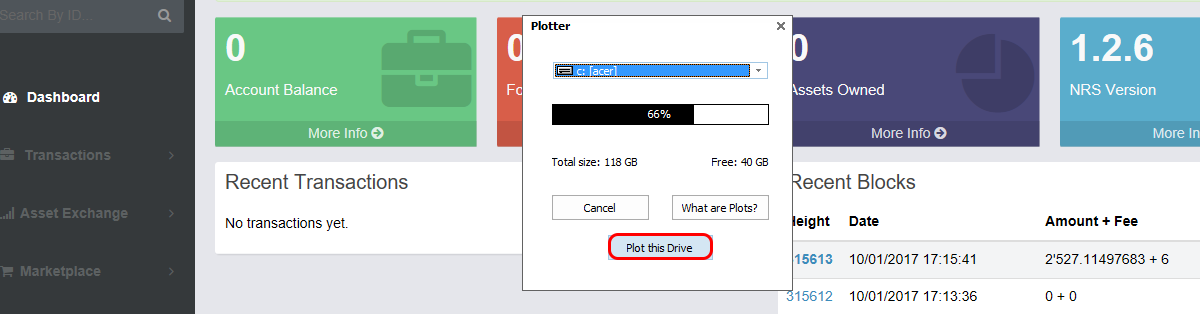 Search By ID...
Dashboard
Transactions
Asset Exchange
Marketplace
0
Account Balance
More Info
Fo
0
Assets Owned
More Info
1.2.6
NRS Version
More In
Plotter
c: [acer]
66%
Total size: 118 GB
Free: 40 GB
Cancel
What are Plots?
Plot this Drive
Recent Transactions
No transactions yet.
Recent Blocks
Height Date Amount + Fee
315613 10/01/2017 17:15:41 2'527.11497683 + 6
315612 10/01/2017 17:13:36 0 + 0